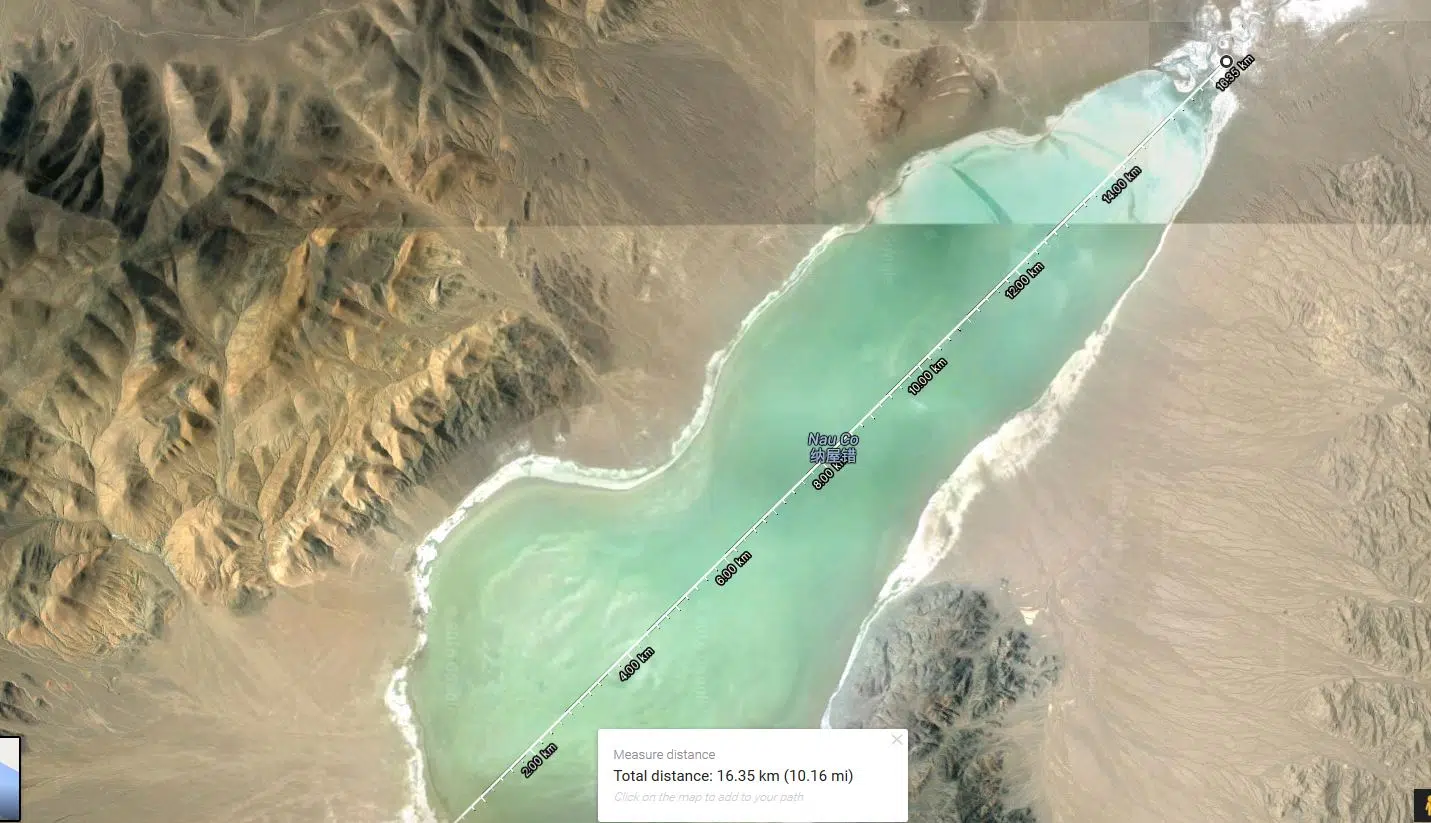 16.35 km
14.00 km
12.00 km
10.00 km
Nau Co
纳屋错
8.00 km
6.00 km
4.00 km
2.00 km
Measure distance
Total distance: 16.35 km (10.16 mi)
Click on the map to add to your path